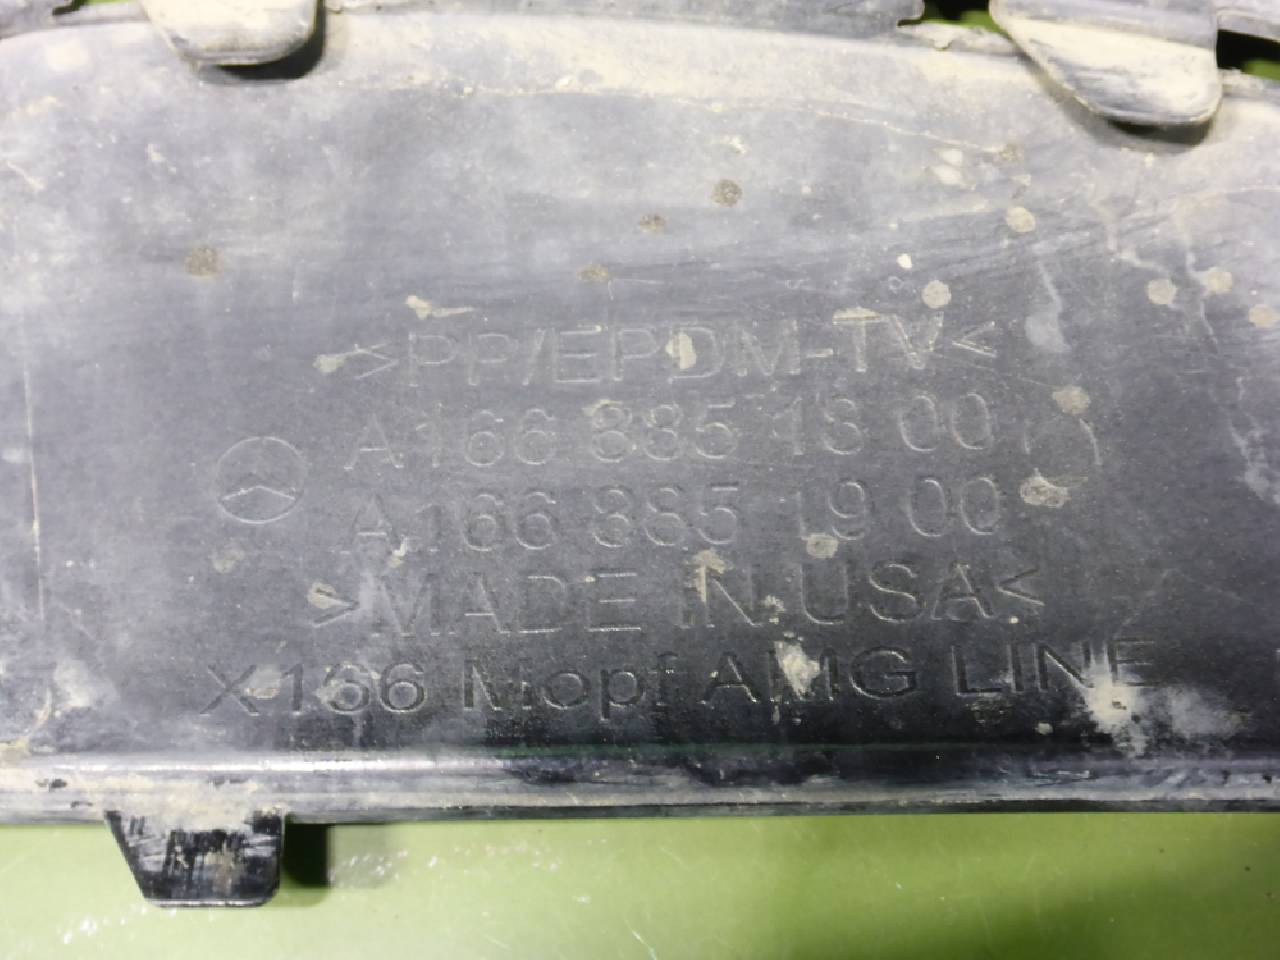 >PP/EPDM-TV<
A166 885 18 00
A166 885 19 00
>MADE IN USA<
X166 Mopf AMG LINE